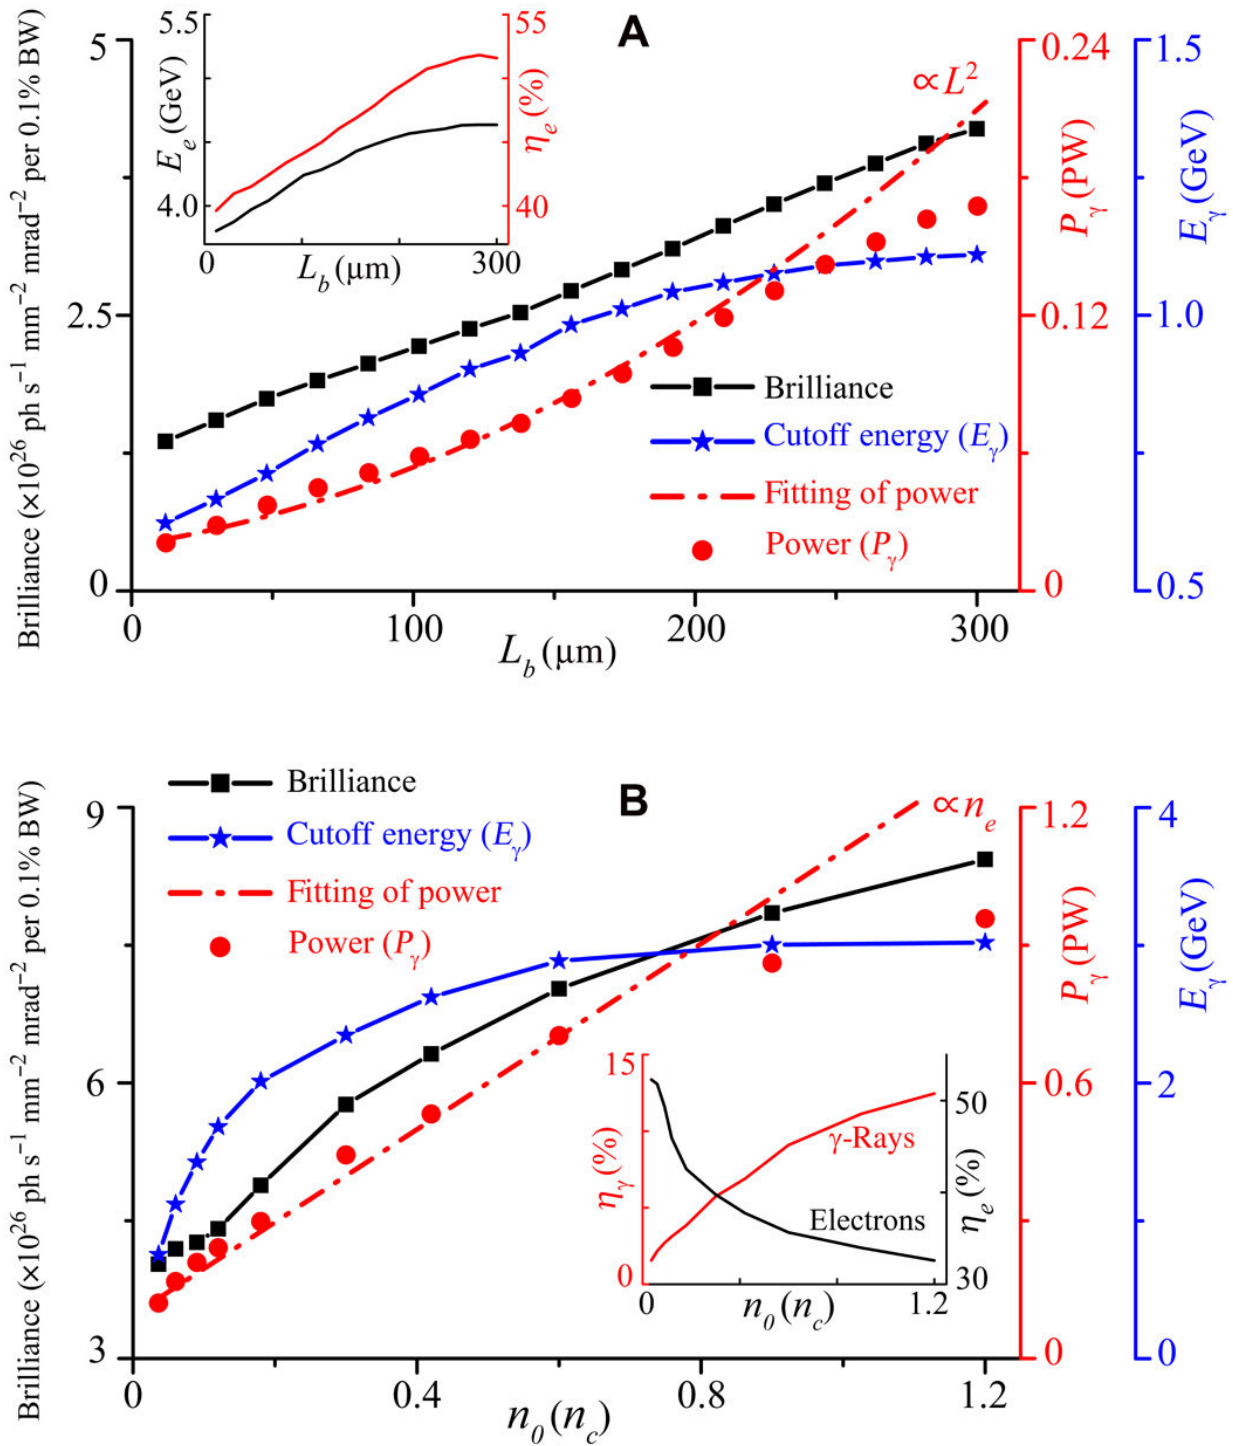 A
Brilliance (×10²⁶ ph s⁻¹ mm⁻² mrad⁻² per 0.1% BW)
5
2.5
0
5.5
4.0
E_e (GeV)
55
40
η_e (%)
0
L_b (µm)
300
∝L²
0.24
0.12
0
P_γ (PW)
1.5
1.0
0.5
E_γ (GeV)
Brilliance
Cutoff energy (E_γ)
Fitting of power
Power (P_γ)
0
100
200
300
L_b (µm)
B
Brilliance (×10²⁶ ph s⁻¹ mm⁻² mrad⁻² per 0.1% BW)
9
6
3
Brilliance
Cutoff energy (E_γ)
Fitting of power
Power (P_γ)
∝n_e
1.2
0.6
0
P_γ (PW)
4
2
0
E_γ (GeV)
15
0
η_γ (%)
γ-Rays
Electrons
50
30
η_e (%)
0
n_0 (n_c)
1.2
0
0.4
0.8
1.2
n_0 (n_c)